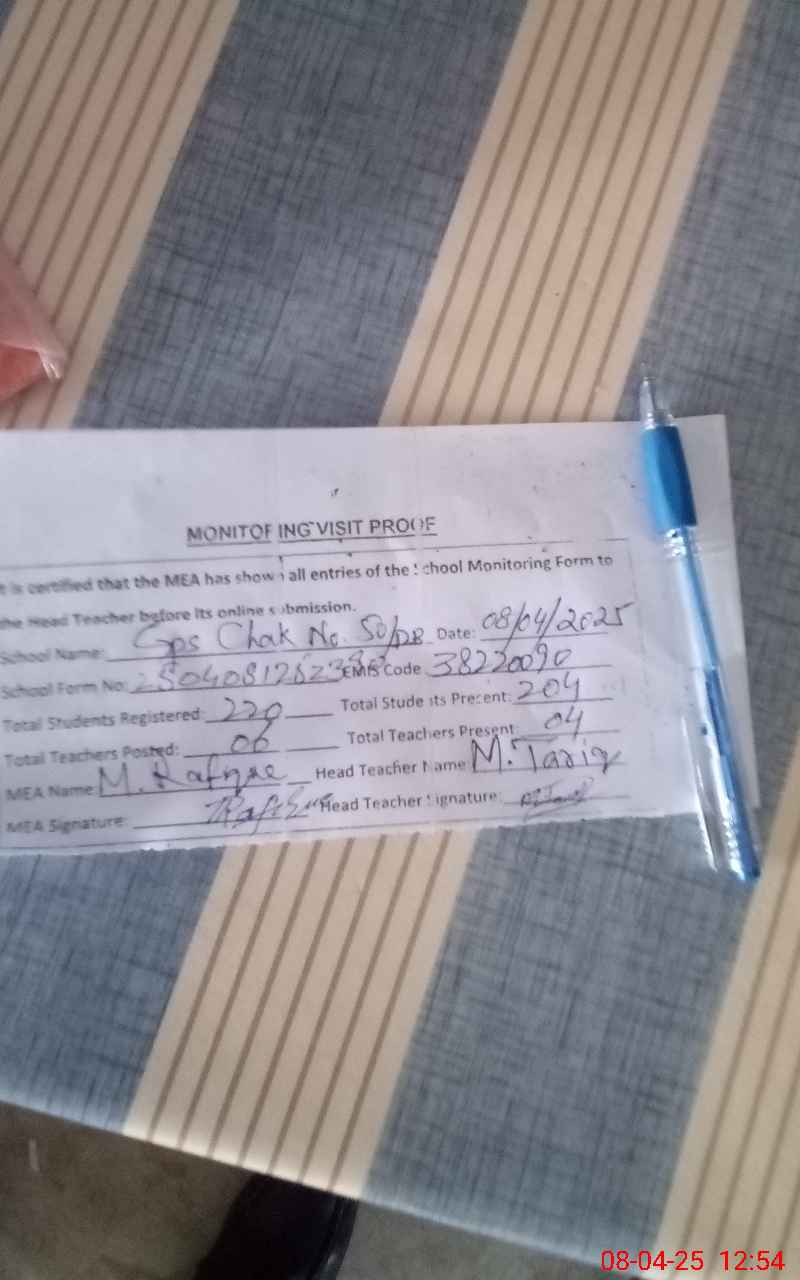 MONITORING VISIT PROOF
t is certified that the MEA has shown all entries of the School Monitoring Form to
the Head Teacher before its online submission.
School Name: Gps Chak No. 50/DB Date: 08/04/2025
School Form No: EMIS Code 38220090
Total Students Registered: 220 Total Students Present: 204
Total Teachers Posted: 06 Total Teachers Present: 04
MEA Name: M. Rafique Head Teacher Name M. Tariq
MEA Signature: Head Teacher Signature:
08-04-25 12:54